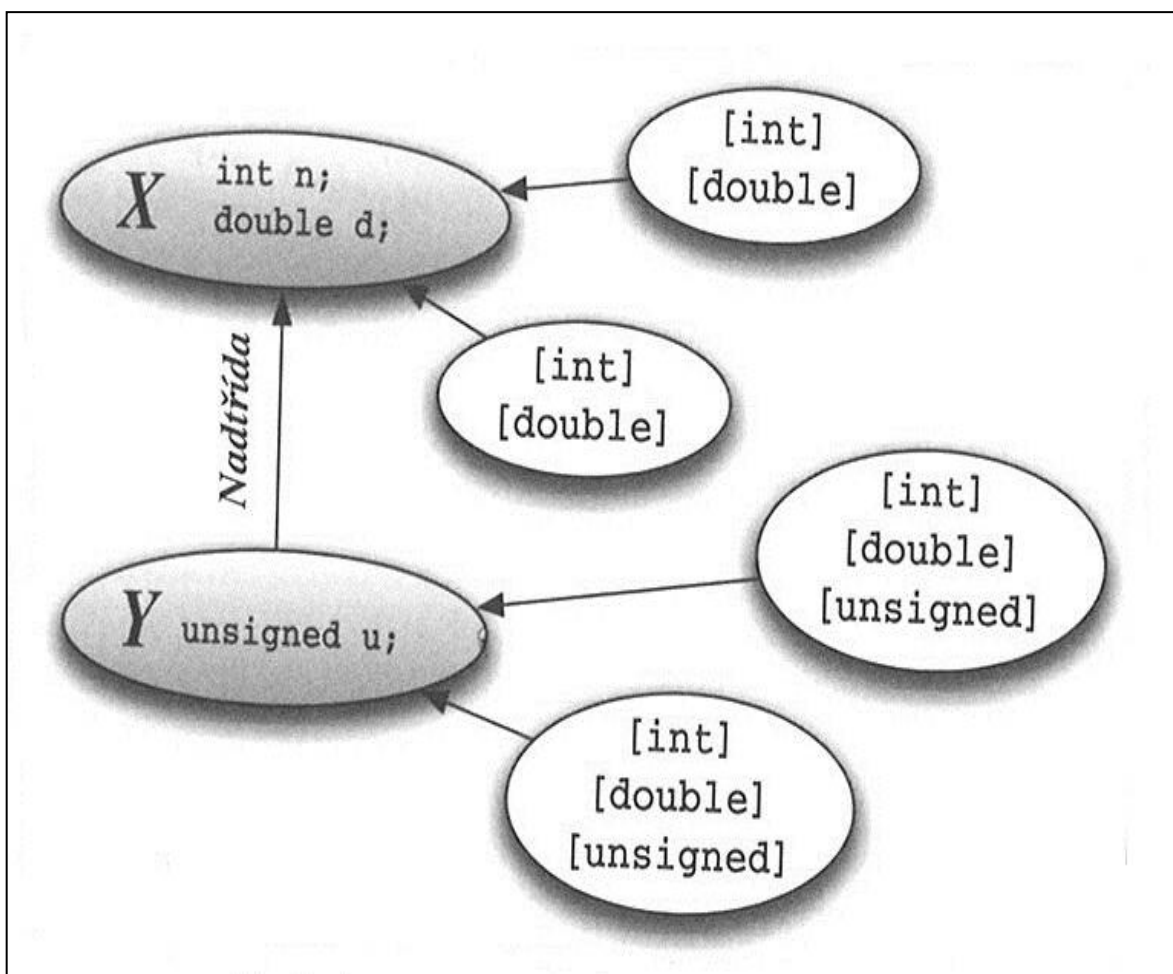 X
int n;
double d;
[int]
[double]
[int]
[double]
Nadtřída
[int]
[double]
[unsigned]
Y unsigned u;
[int]
[double]
[unsigned]